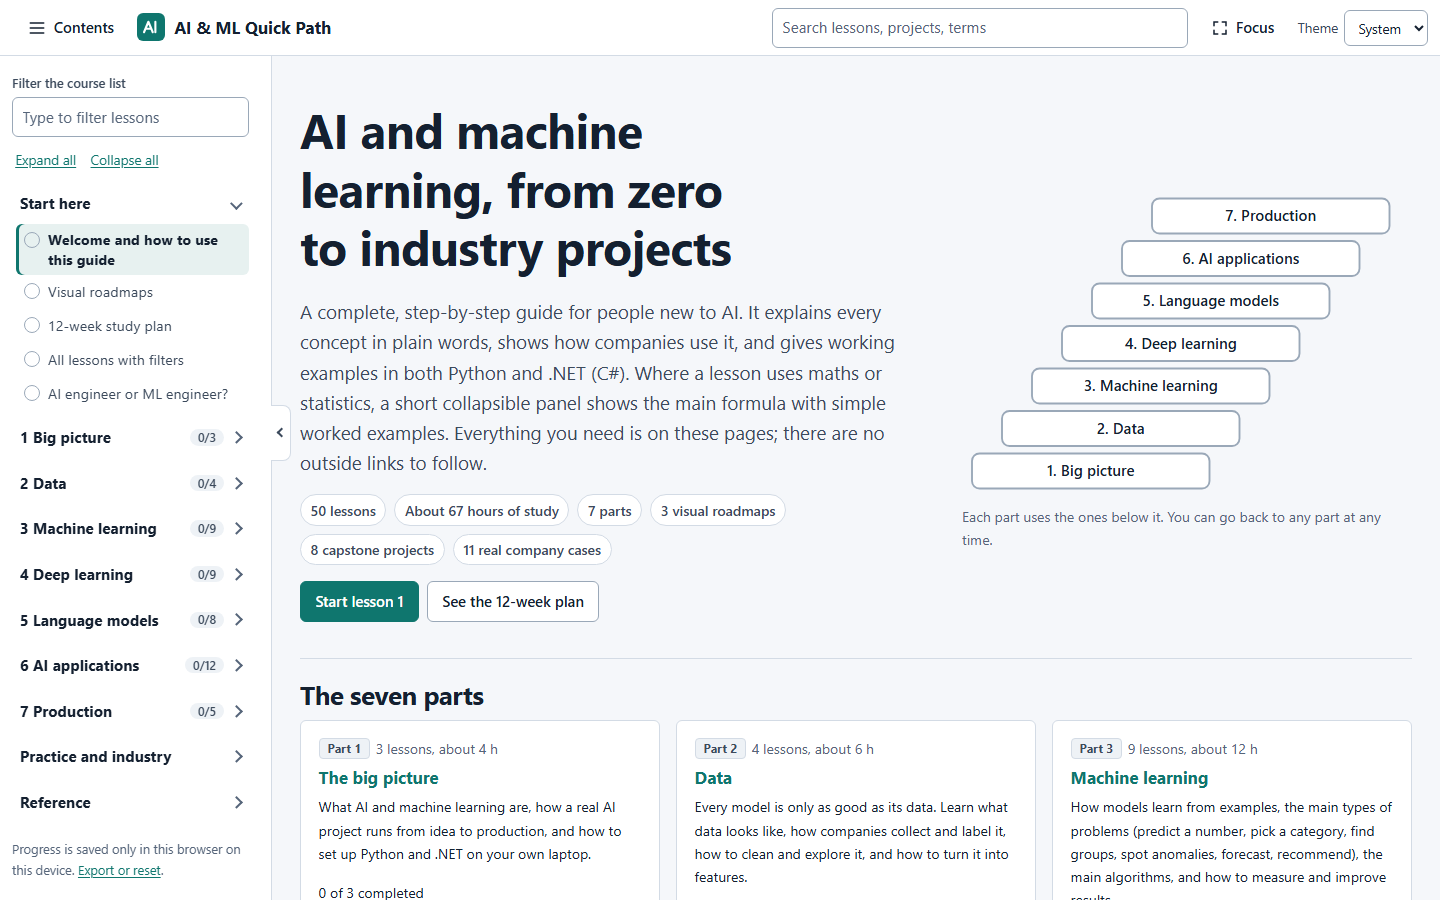 Contents
AI
AI & ML Quick Path
Search lessons, projects, terms
Focus
Theme
System
Filter the course list
Type to filter lessons
Expand all
Collapse all
Start here
Welcome and how to use
this guide
Visual roadmaps
12-week study plan
All lessons with filters
AI engineer or ML engineer?
1 Big picture
0/3
2 Data
0/4
3 Machine learning
0/9
4 Deep learning
0/9
5 Language models
0/8
6 AI applications
0/12
7 Production
0/5
Practice and industry
Reference
Progress is saved only in this browser on
this device. Export or reset.
AI and machine
learning, from zero
to industry projects
A complete, step-by-step guide for people new to AI. It explains every
concept in plain words, shows how companies use it, and gives working
examples in both Python and .NET (C#). Where a lesson uses maths or
statistics, a short collapsible panel shows the main formula with simple
worked examples. Everything you need is on these pages; there are no
outside links to follow.
50 lessons
About 67 hours of study
7 parts
3 visual roadmaps
8 capstone projects
11 real company cases
Start lesson 1
See the 12-week plan
7. Production
6. AI applications
5. Language models
4. Deep learning
3. Machine learning
2. Data
1. Big picture
Each part uses the ones below it. You can go back to any part at any
time.
The seven parts
Part 1
3 lessons, about 4 h
The big picture
What AI and machine learning are, how a real AI
project runs from idea to production, and how to
set up Python and .NET on your own laptop.
0 of 3 completed
Part 2
4 lessons, about 6 h
Data
Every model is only as good as its data. Learn what
data looks like, how companies collect and label it,
how to clean and explore it, and how to turn it into
features.
Part 3
9 lessons, about 12 h
Machine learning
How models learn from examples, the main types of
problems (predict a number, pick a category, find
groups, spot anomalies, forecast, recommend), the
main algorithms, and how to measure and improve
results.